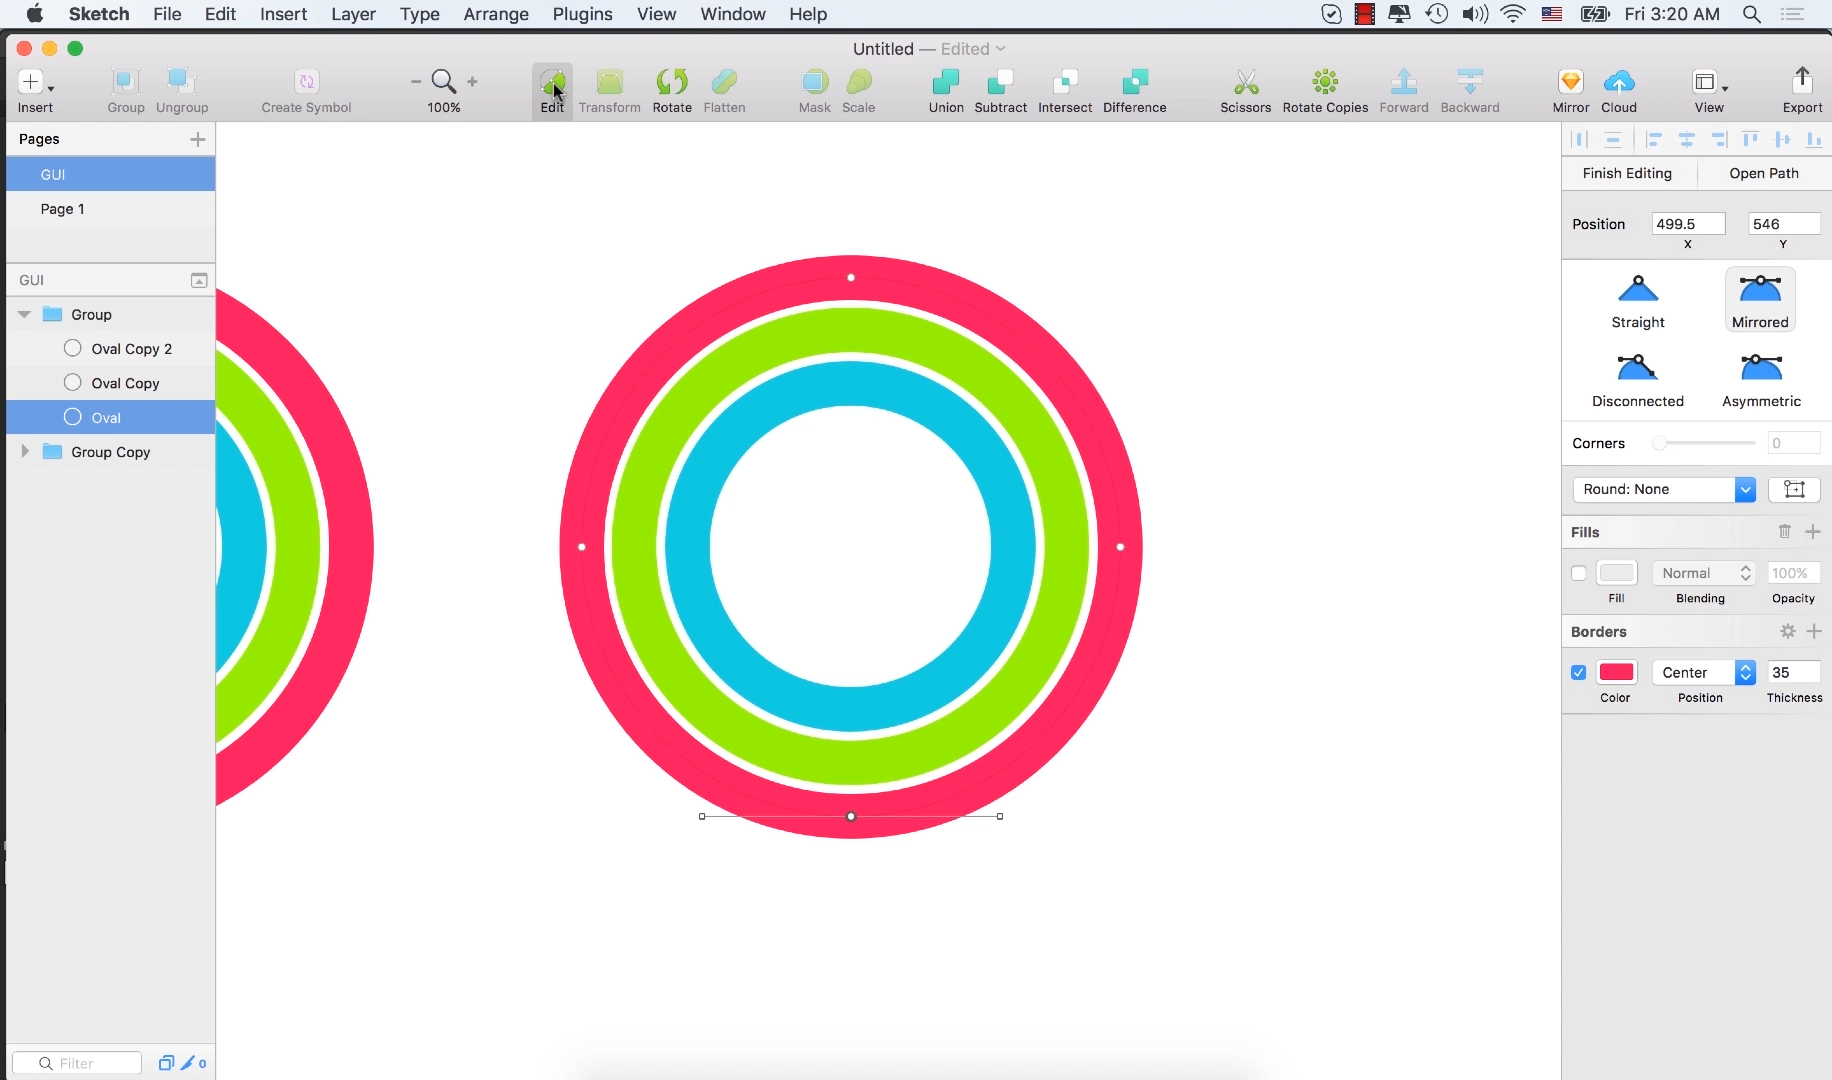 Sketch File Edit Insert Layer Type Arrange Plugins View Window Help Fri 3:20 AM
Untitled — Edited
Insert Group Ungroup Create Symbol 100% Edit Transform Rotate Flatten Mask Scale Union Subtract Intersect Difference Scissors Rotate Copies Forward Backward Mirror Cloud View Export
Pages
GUI
Page 1
GUI
Group
Oval Copy 2
Oval Copy
Oval
Group Copy
Filter 0
Finish Editing Open Path
Position 499.5 546
X Y
Straight Mirrored
Disconnected Asymmetric
Corners 0
Round: None
Fills
Normal 100%
Fill Blending Opacity
Borders
Center 35
Color Position Thickness